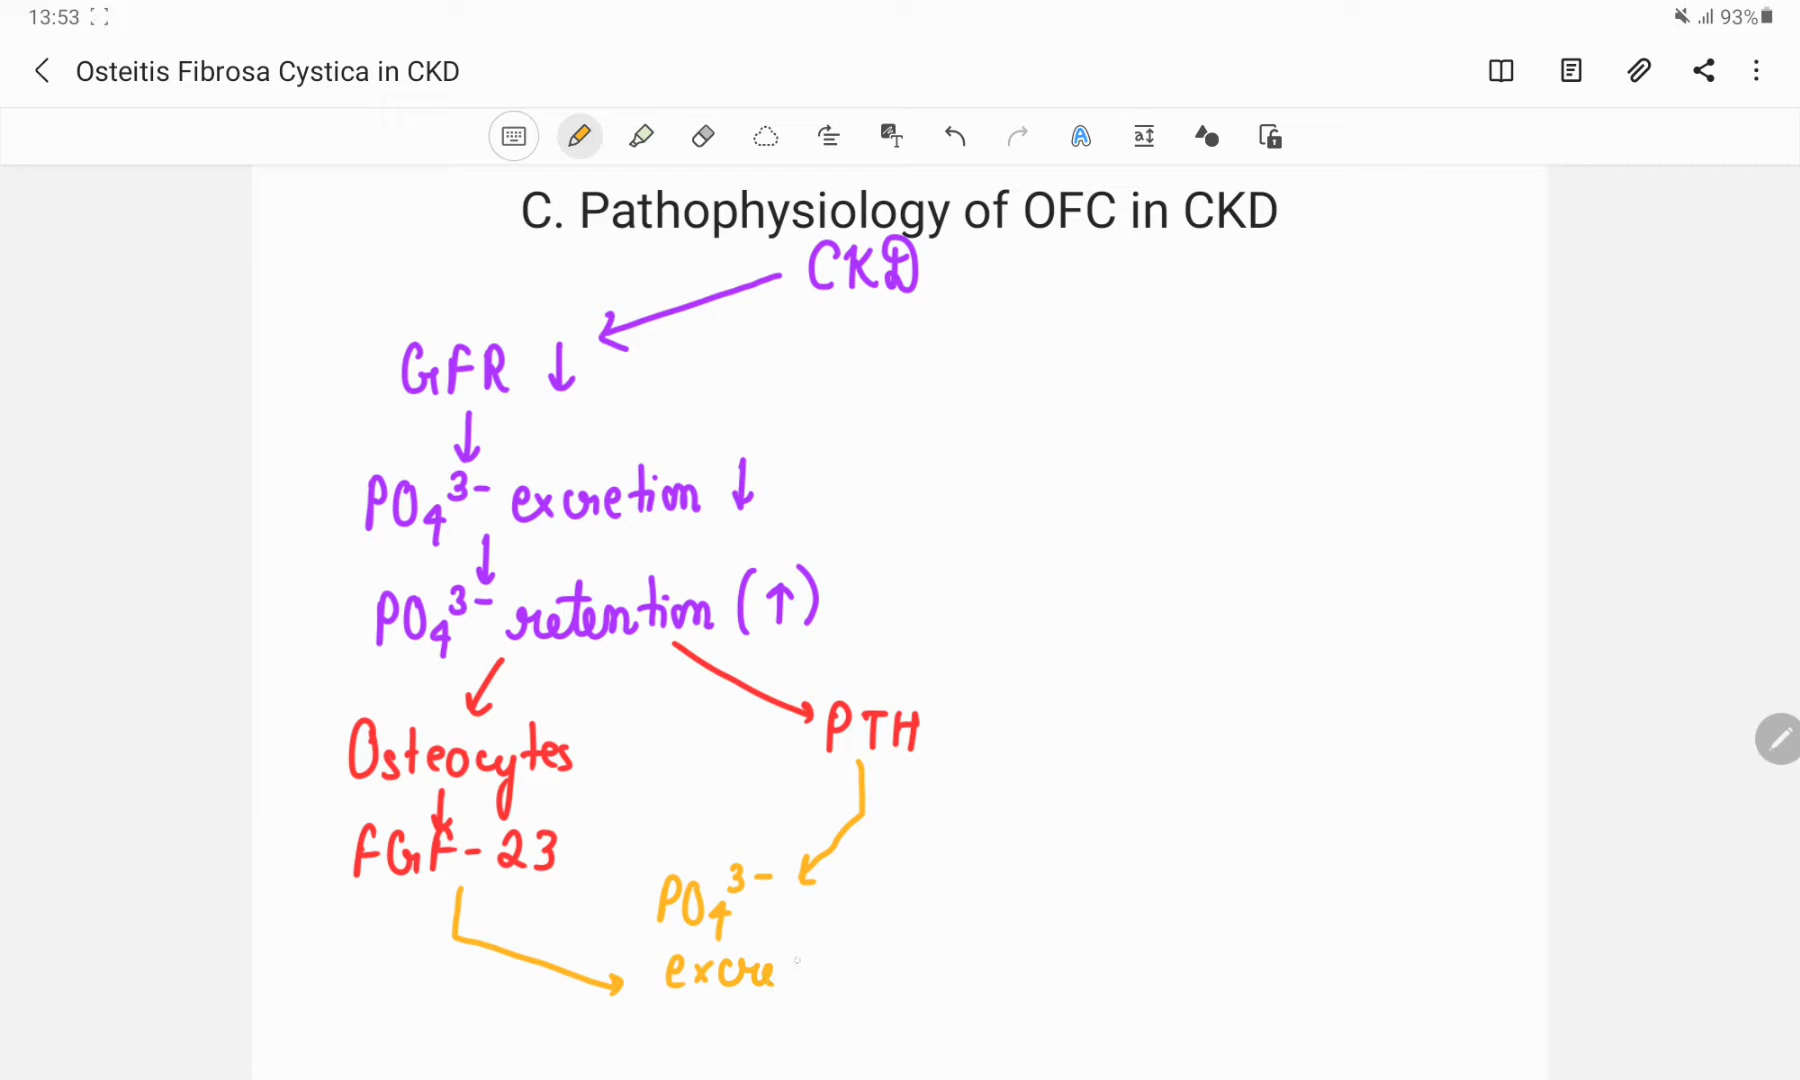 13:53
93%
Osteitis Fibrosa Cystica in CKD
C. Pathophysiology of OFC in CKD
CKD
GFR ↓
PO₄³⁻ excretion ↓
PO₄³⁻ retention (↑)
Osteocytes
PTH
FGF-23
PO₄³⁻
excre